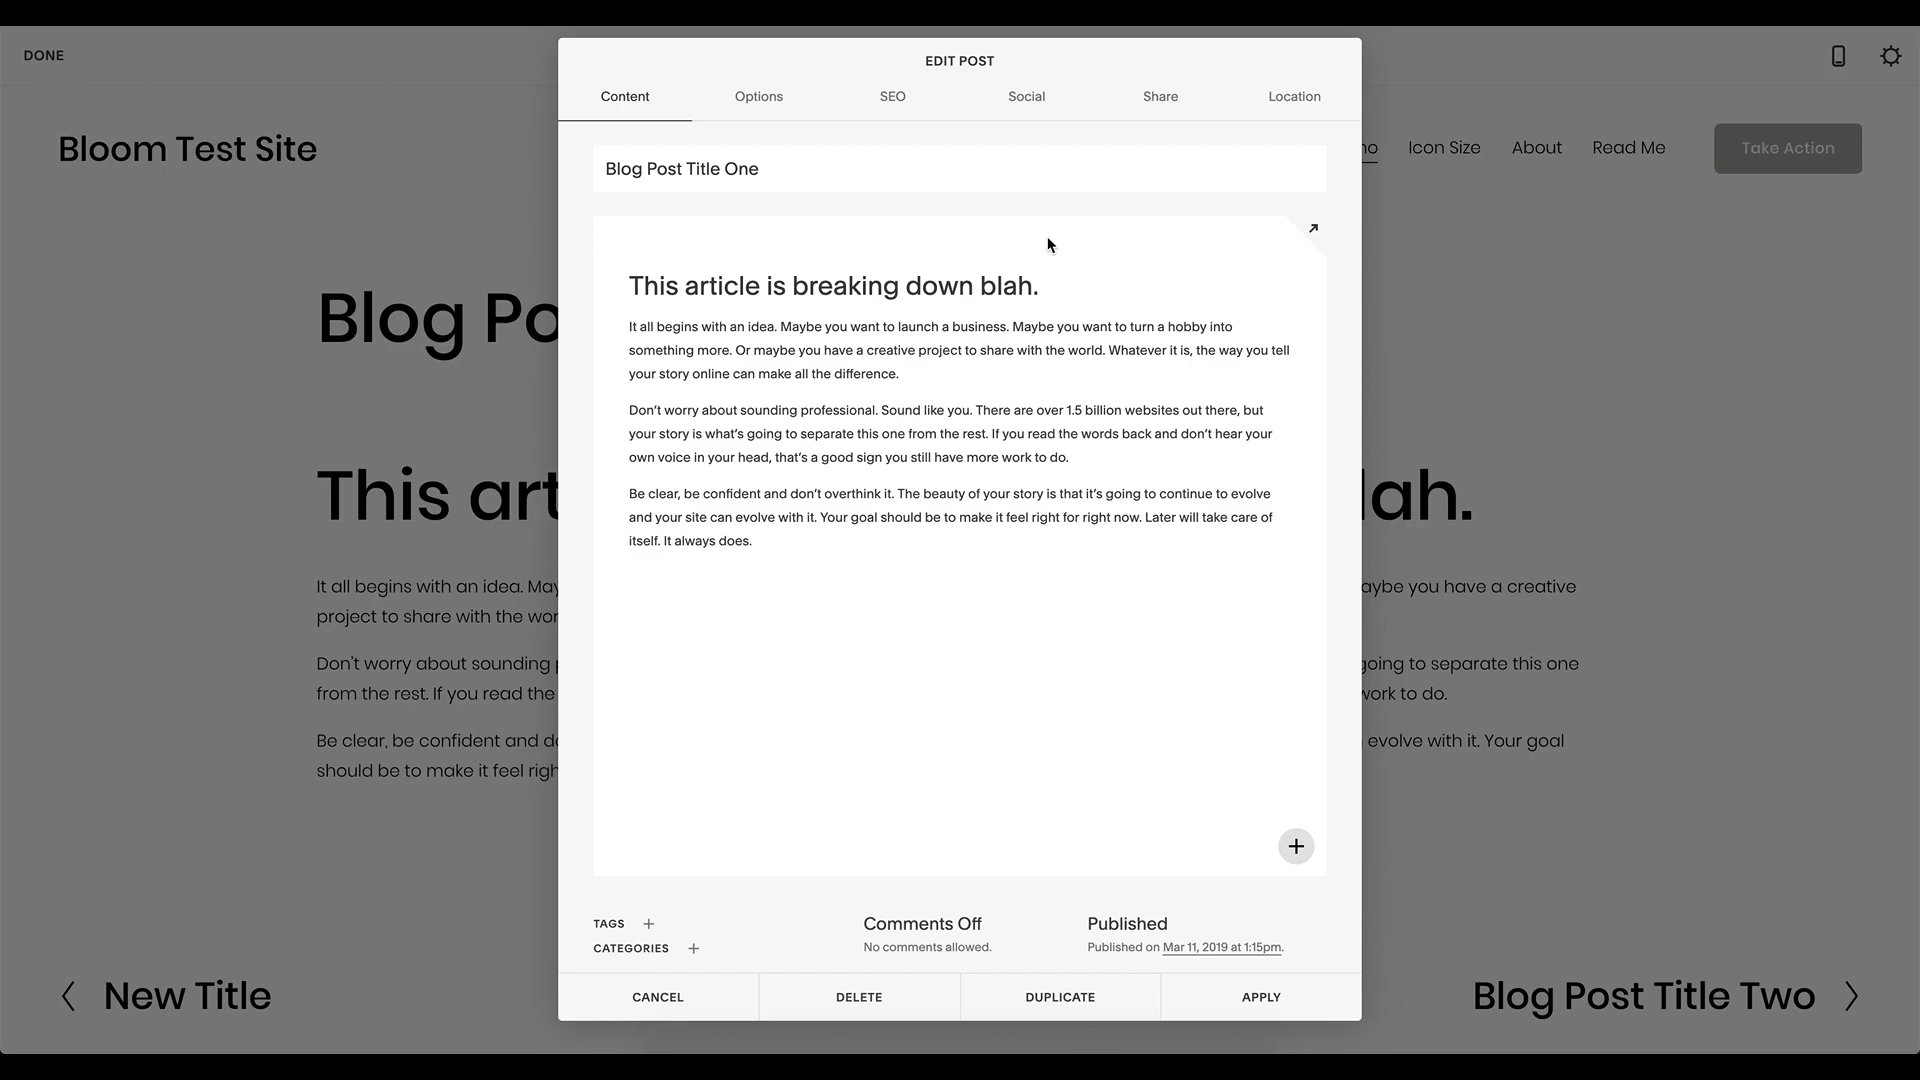 DONE
EDIT POST
Content
Options
SEO
Social
Share
Location
Bloom Test Site
Icon Size
About
Read Me
Take Action
Blog Post Title One
Blog Po
This article is breaking down blah.
It all begins with an idea. Maybe you want to launch a business. Maybe you want to turn a hobby into
something more. Or maybe you have a creative project to share with the world. Whatever it is, the way you tell
your story online can make all the difference.
Don’t worry about sounding professional. Sound like you. There are over 1.5 billion websites out there, but
your story is what’s going to separate this one from the rest. If you read the words back and don’t hear your
own voice in your head, that’s a good sign you still have more work to do.
Be clear, be confident and don’t overthink it. The beauty of your story is that it’s going to continue to evolve
and your site can evolve with it. Your goal should be to make it feel right for right now. Later will take care of
itself. It always does.
This art
lah.
It all begins with an idea. May
aybe you have a creative
project to share with the wor
Don’t worry about sounding
going to separate this one
from the rest. If you read the
work to do.
Be clear, be confident and do
evolve with it. Your goal
should be to make it feel righ
TAGS +
CATEGORIES +
Comments Off
No comments allowed.
Published
Published on Mar 11, 2019 at 1:15pm.
New Title
Blog Post Title Two
CANCEL
DELETE
DUPLICATE
APPLY